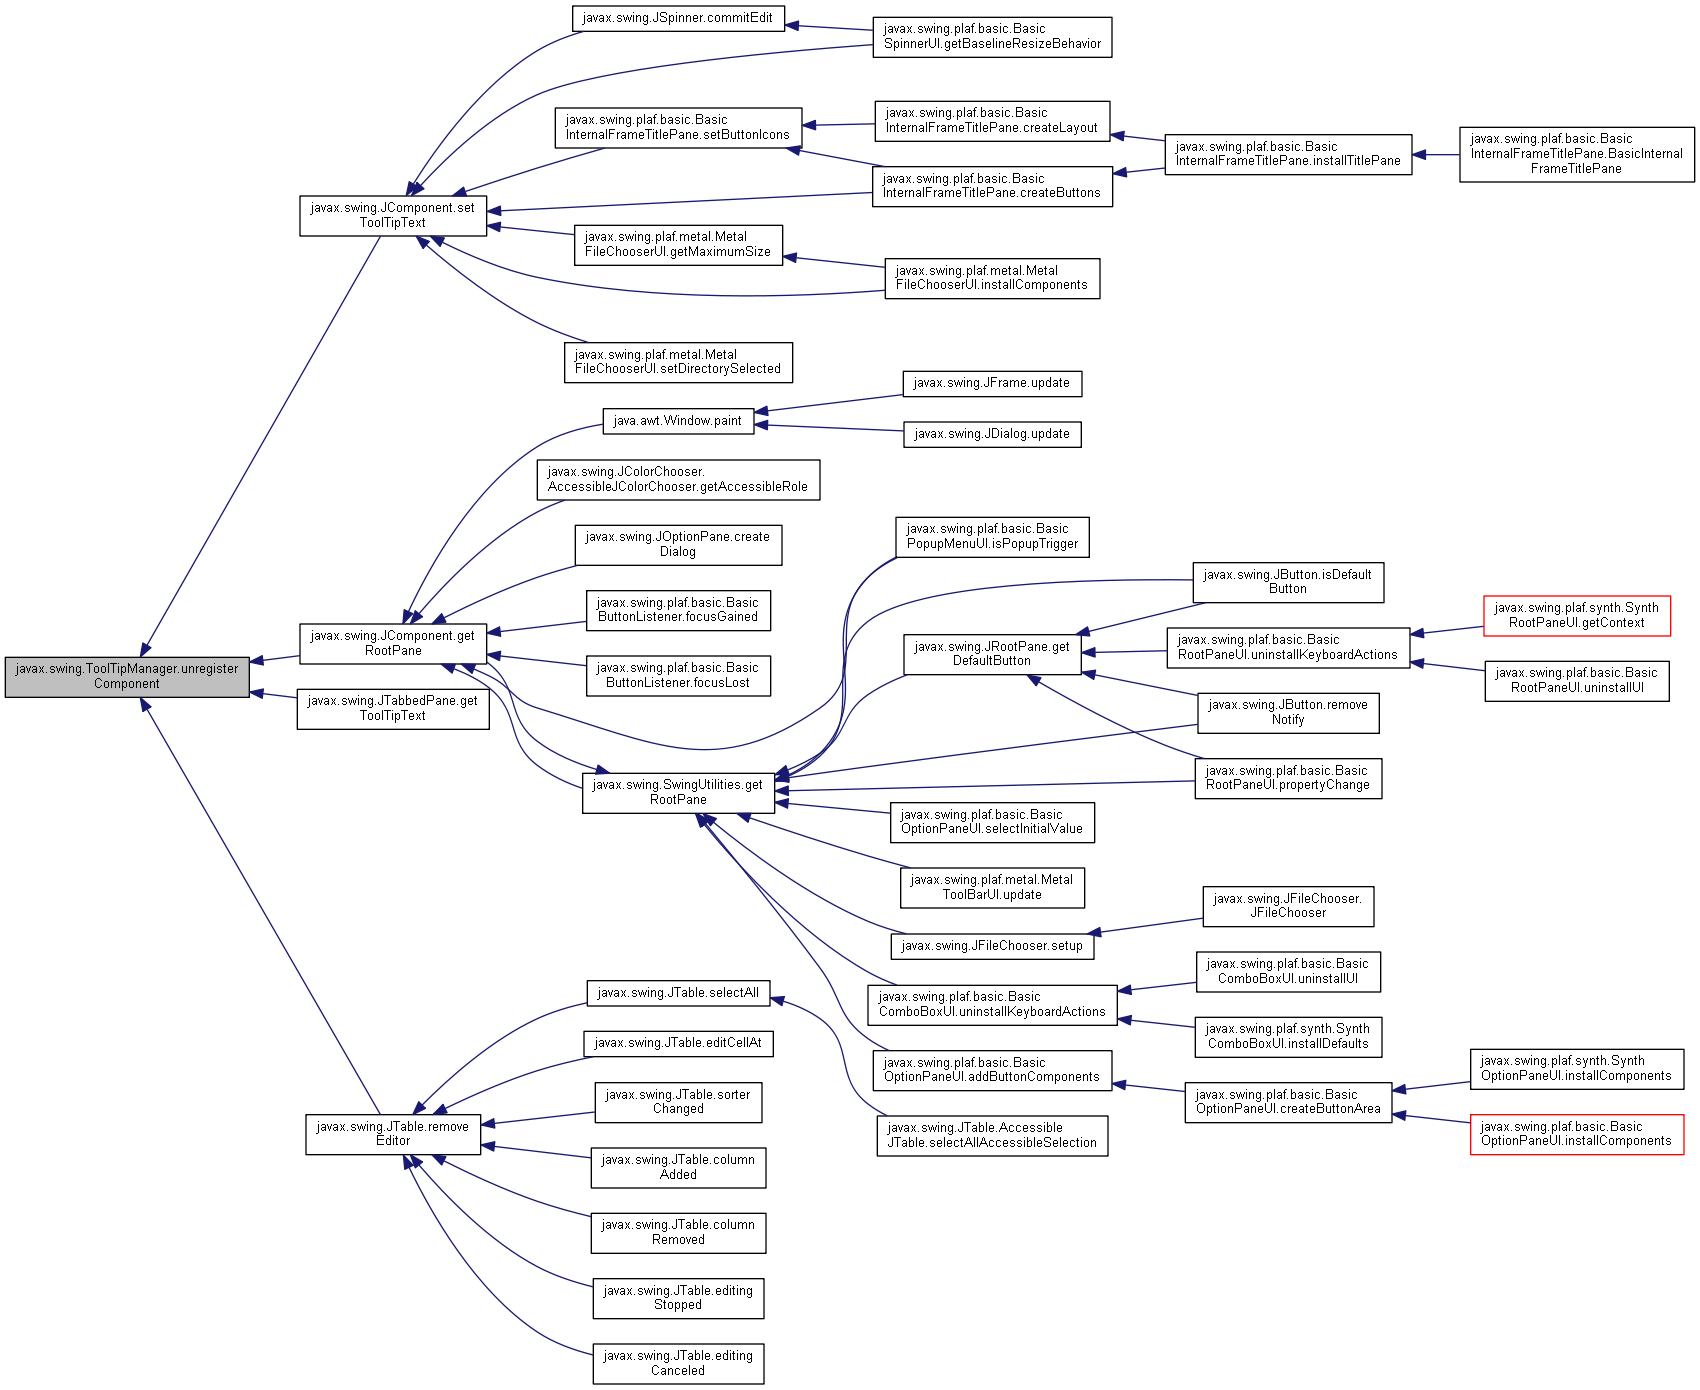 javax.swing.ToolTipManager.unregister
Component
javax.swing.JComponent.set
ToolTipText
javax.swing.JComponent.get
RootPane
javax.swing.JTabbedPane.get
ToolTipText
javax.swing.JTable.remove
Editor
javax.swing.JSpinner.commitEdit
javax.swing.plaf.basic.Basic
SpinnerUI.getBaselineResizeBehavior
javax.swing.plaf.basic.Basic
InternalFrameTitlePane.setButtonIcons
javax.swing.plaf.basic.Basic
InternalFrameTitlePane.createLayout
javax.swing.plaf.basic.Basic
InternalFrameTitlePane.createButtons
javax.swing.plaf.basic.Basic
InternalFrameTitlePane.installTitlePane
javax.swing.plaf.basic.Basic
InternalFrameTitlePane.BasicInternal
FrameTitlePane
javax.swing.plaf.metal.Metal
FileChooserUI.getMaximumSize
javax.swing.plaf.metal.Metal
FileChooserUI.installComponents
javax.swing.plaf.metal.Metal
FileChooserUI.setDirectorySelected
java.awt.Window.paint
javax.swing.JFrame.update
javax.swing.JDialog.update
javax.swing.JColorChooser.
AccessibleJColorChooser.getAccessibleRole
javax.swing.JOptionPane.create
Dialog
javax.swing.plaf.basic.Basic
ButtonListener.focusGained
javax.swing.plaf.basic.Basic
ButtonListener.focusLost
javax.swing.SwingUtilities.get
RootPane
javax.swing.plaf.basic.Basic
PopupMenuUI.isPopupTrigger
javax.swing.JButton.isDefault
Button
javax.swing.JRootPane.get
DefaultButton
javax.swing.plaf.basic.Basic
RootPaneUI.uninstallKeyboardActions
javax.swing.plaf.synth.Synth
RootPaneUI.getContext
javax.swing.plaf.basic.Basic
RootPaneUI.uninstallUI
javax.swing.JButton.remove
Notify
javax.swing.plaf.basic.Basic
RootPaneUI.propertyChange
javax.swing.plaf.basic.Basic
OptionPaneUI.selectInitialValue
javax.swing.plaf.metal.Metal
ToolBarUI.update
javax.swing.JFileChooser.setup
javax.swing.JFileChooser.
JFileChooser
javax.swing.plaf.basic.Basic
ComboBoxUI.uninstallKeyboardActions
javax.swing.plaf.basic.Basic
ComboBoxUI.uninstallUI
javax.swing.plaf.synth.Synth
ComboBoxUI.installDefaults
javax.swing.plaf.basic.Basic
OptionPaneUI.addButtonComponents
javax.swing.plaf.basic.Basic
OptionPaneUI.createButtonArea
javax.swing.plaf.synth.Synth
OptionPaneUI.installComponents
javax.swing.plaf.basic.Basic
OptionPaneUI.installComponents
javax.swing.JTable.selectAll
javax.swing.JTable.Accessible
JTable.selectAllAccessibleSelection
javax.swing.JTable.editCellAt
javax.swing.JTable.sorter
Changed
javax.swing.JTable.column
Added
javax.swing.JTable.column
Removed
javax.swing.JTable.editing
Stopped
javax.swing.JTable.editing
Canceled